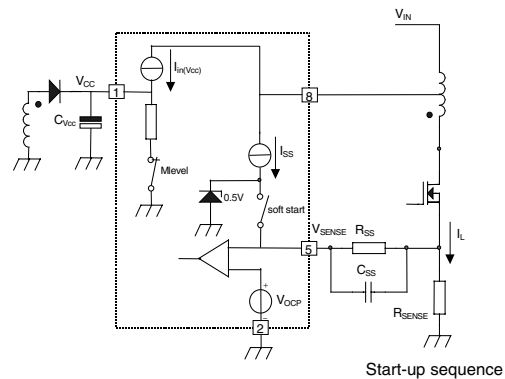 VIN
Iin(Vcc)
VCC
1
8
CVcc
Mlevel
ISS
0.5V
soft start
VSENSE
RSS
IL
5
CSS
+
VOCP
−
RSENSE
2
Start-up sequence